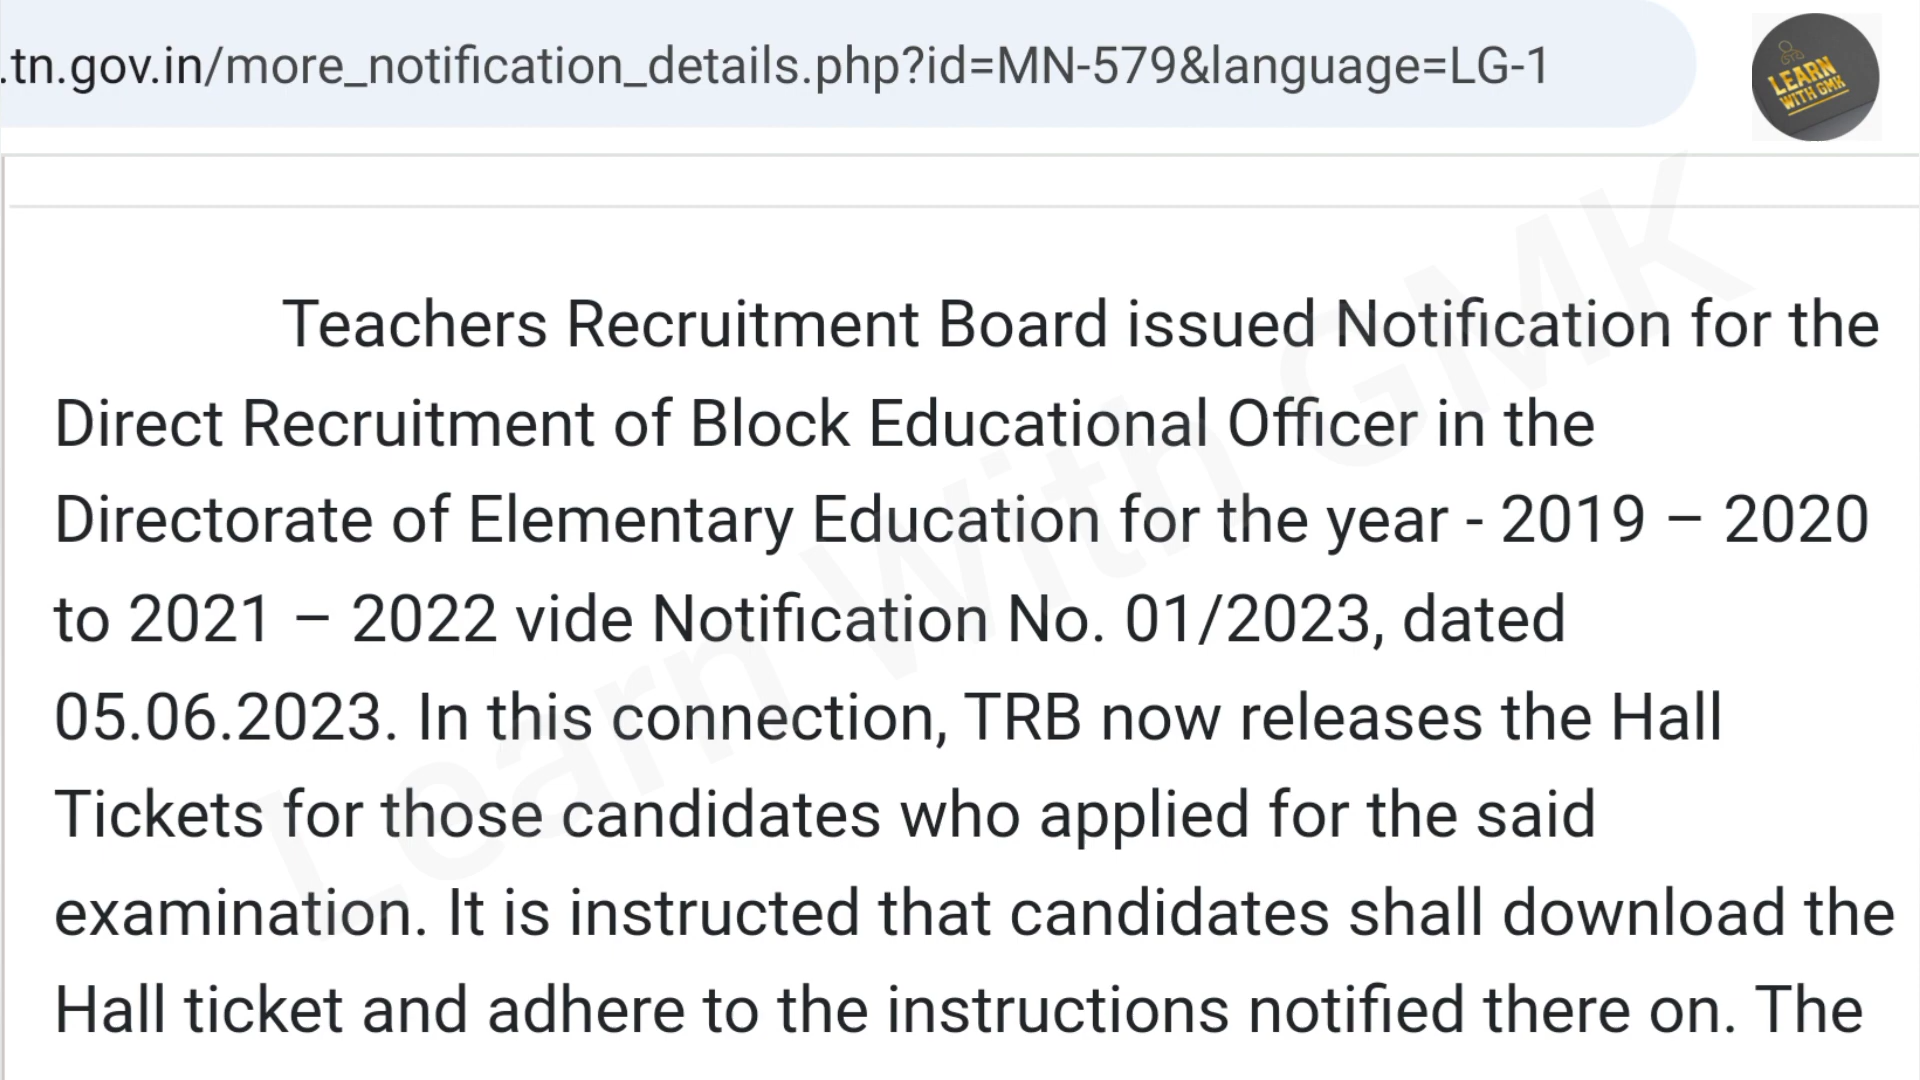 .tn.gov.in/more_notification_details.php?id=MN-579&language=LG-1
LEARN
WITH GMK
Teachers Recruitment Board issued Notification for the
Direct Recruitment of Block Educational Officer in the
Directorate of Elementary Education for the year - 2019 – 2020
to 2021 – 2022 vide Notification No. 01/2023, dated
05.06.2023. In this connection, TRB now releases the Hall
Tickets for those candidates who applied for the said
examination. It is instructed that candidates shall download the
Hall ticket and adhere to the instructions notified there on. The
Learn With GMK